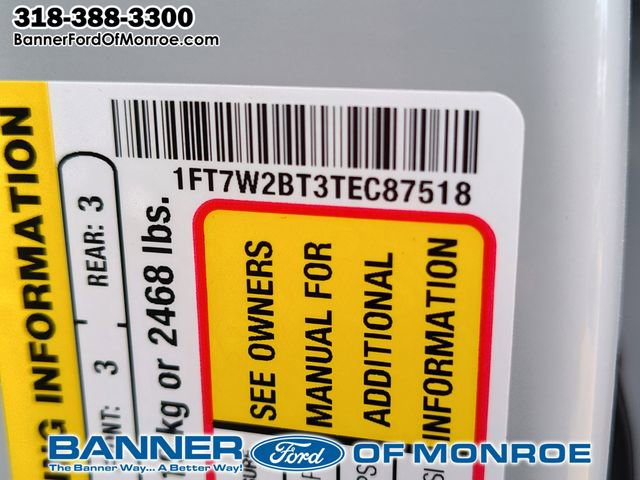 318-388-3300
BannerFordOfMonroe.com
1FT7W2BT3TEC87518
INFORMATION
REAR: 3
3
kg or 2468 lbs.
SEE OWNERS
MANUAL FOR
ADDITIONAL
INFORMATION
BANNER Ford OF MONROE
The Banner Way... A Better Way!